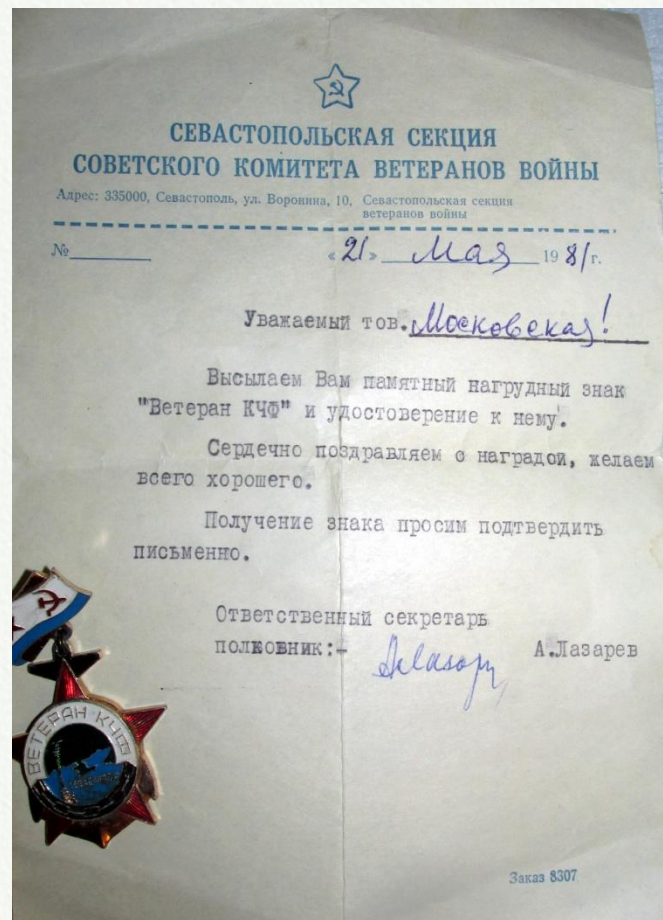 СЕВАСТОПОЛЬСКАЯ СЕКЦИЯ
СОВЕТСКОГО КОМИТЕТА ВЕТЕРАНОВ ВОЙНЫ
Адрес: 335000, Севастополь, ул. Воронина, 10, Севастопольская секция
ветеранов войны
№ «21» Мая 1981 г.
Уважаемый тов. Московская!
Высылаем Вам памятный нагрудный знак
"Ветеран КЧФ" и удостоверение к нему.
Сердечно поздравляем с наградой, желаем
всего хорошего.
Получение знака просим подтвердить
письменно.
Ответственный секретарь
полковник:- А.Лазарев
ВЕТЕРАН КЧФ
Заказ 8307